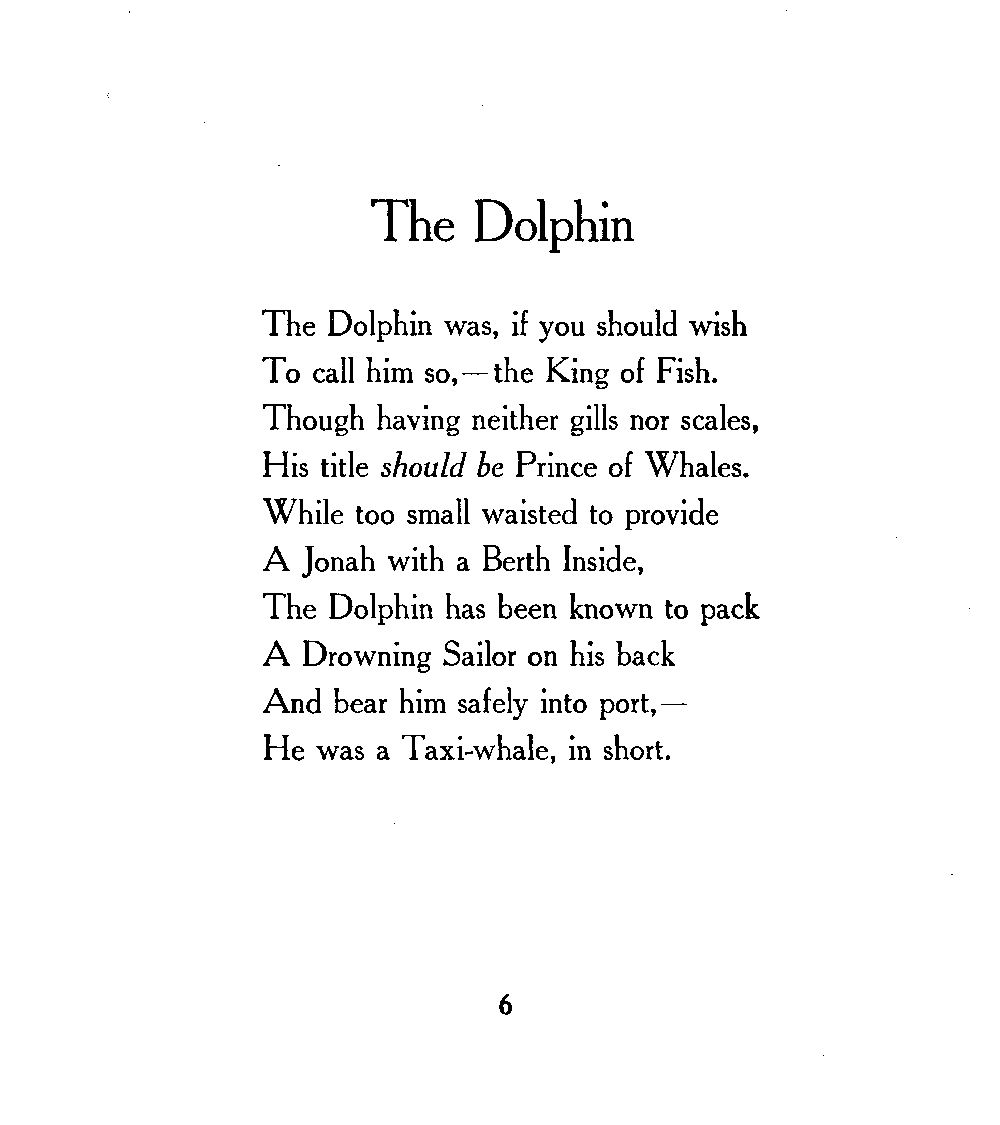 The Dolphin
The Dolphin was, if you should wish
To call him so,—the King of Fish.
Though having neither gills nor scales,
His title should be Prince of Whales.
While too small waisted to provide
A Jonah with a Berth Inside,
The Dolphin has been known to pack
A Drowning Sailor on his back
And bear him safely into port,—
He was a Taxi-whale, in short.
6